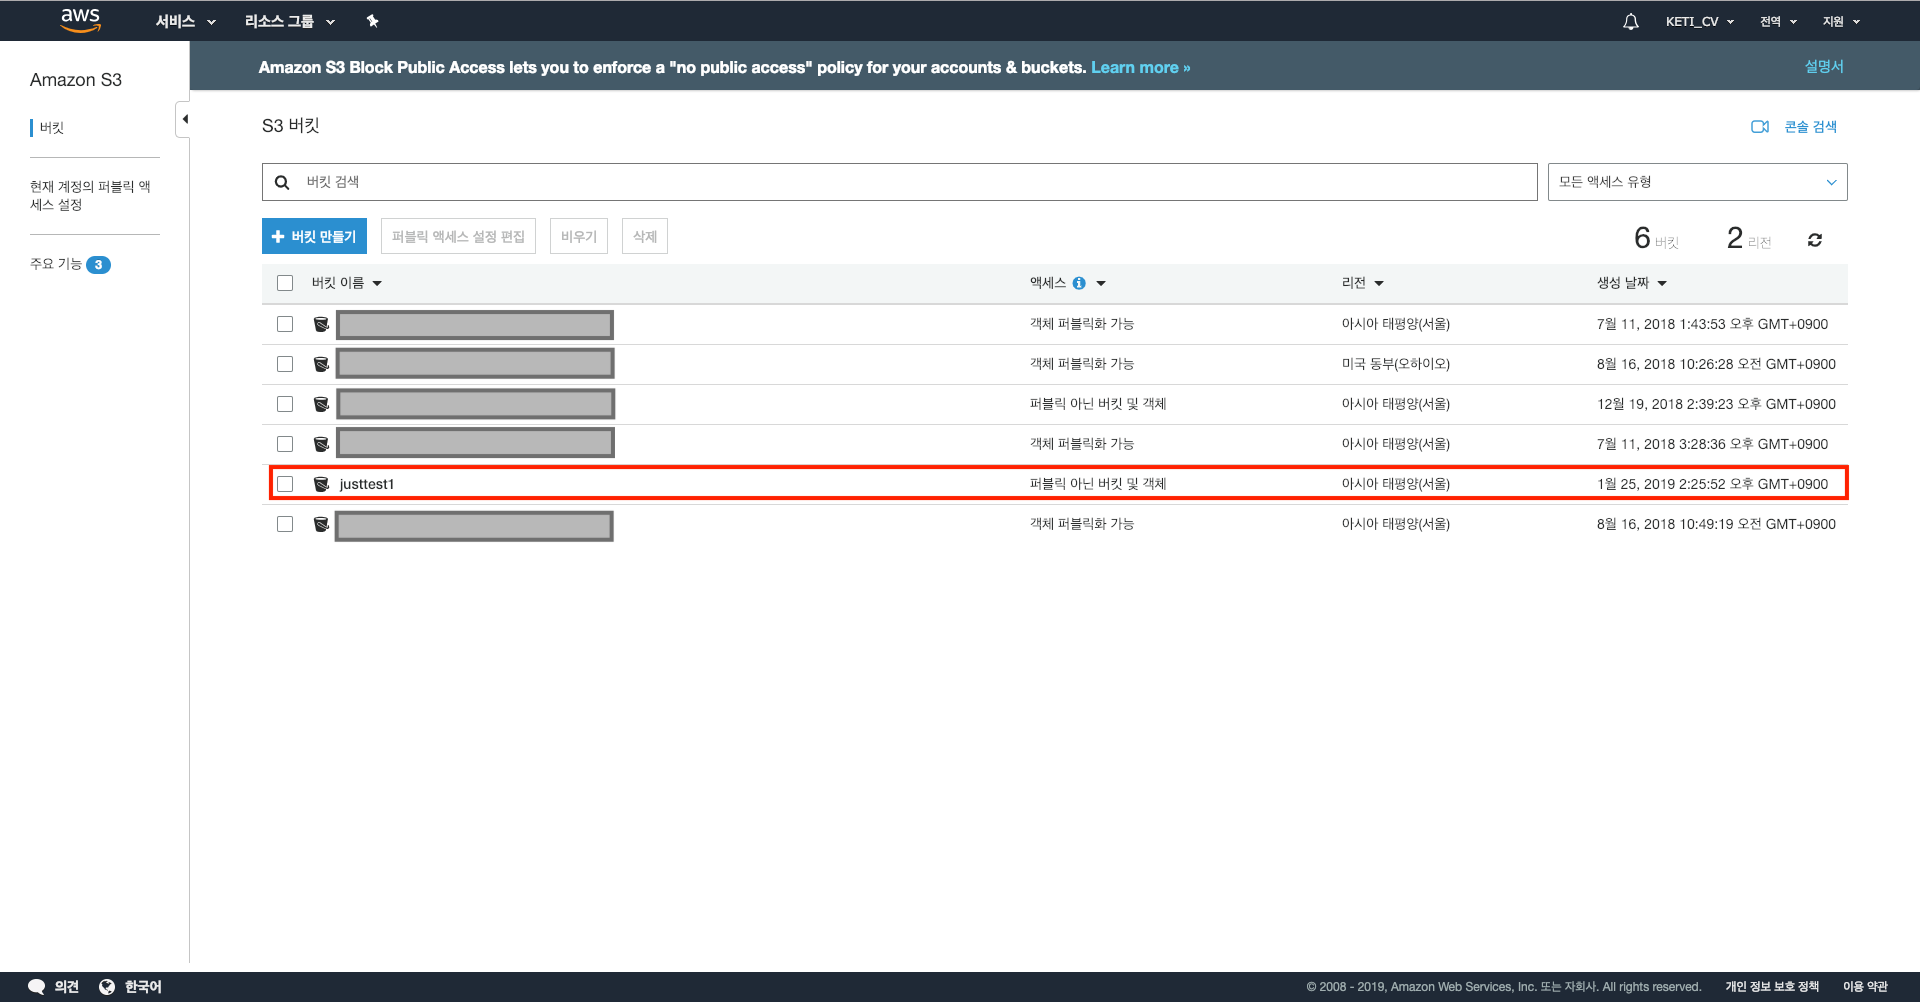 aws 서비스 리소스 그룹 KETI_CV 전역 지원
Amazon S3
Amazon S3 Block Public Access lets you to enforce a "no public access" policy for your accounts & buckets. Learn more » 설명서
버킷
현재 계정의 퍼블릭 액
세스 설정
주요 기능 3
S3 버킷 콘솔 검색
버킷 검색 모든 액세스 유형
버킷 만들기 퍼블릭 액세스 설정 편집 비우기 삭제 6 버킷 2 리전
버킷 이름 액세스 리전 생성 날짜
객체 퍼블릭화 가능 아시아 태평양(서울) 7월 11, 2018 1:43:53 오후 GMT+0900
객체 퍼블릭화 가능 미국 동부(오하이오) 8월 16, 2018 10:26:28 오전 GMT+0900
퍼블릭 아닌 버킷 및 객체 아시아 태평양(서울) 12월 19, 2018 2:39:23 오후 GMT+0900
객체 퍼블릭화 가능 아시아 태평양(서울) 7월 11, 2018 3:28:36 오후 GMT+0900
justtest1 퍼블릭 아닌 버킷 및 객체 아시아 태평양(서울) 1월 25, 2019 2:25:52 오후 GMT+0900
객체 퍼블릭화 가능 아시아 태평양(서울) 8월 16, 2018 10:49:19 오전 GMT+0900
의견 한국어 © 2008 - 2019, Amazon Web Services, Inc. 또는 자회사. All rights reserved. 개인 정보 보호 정책 이용 약관